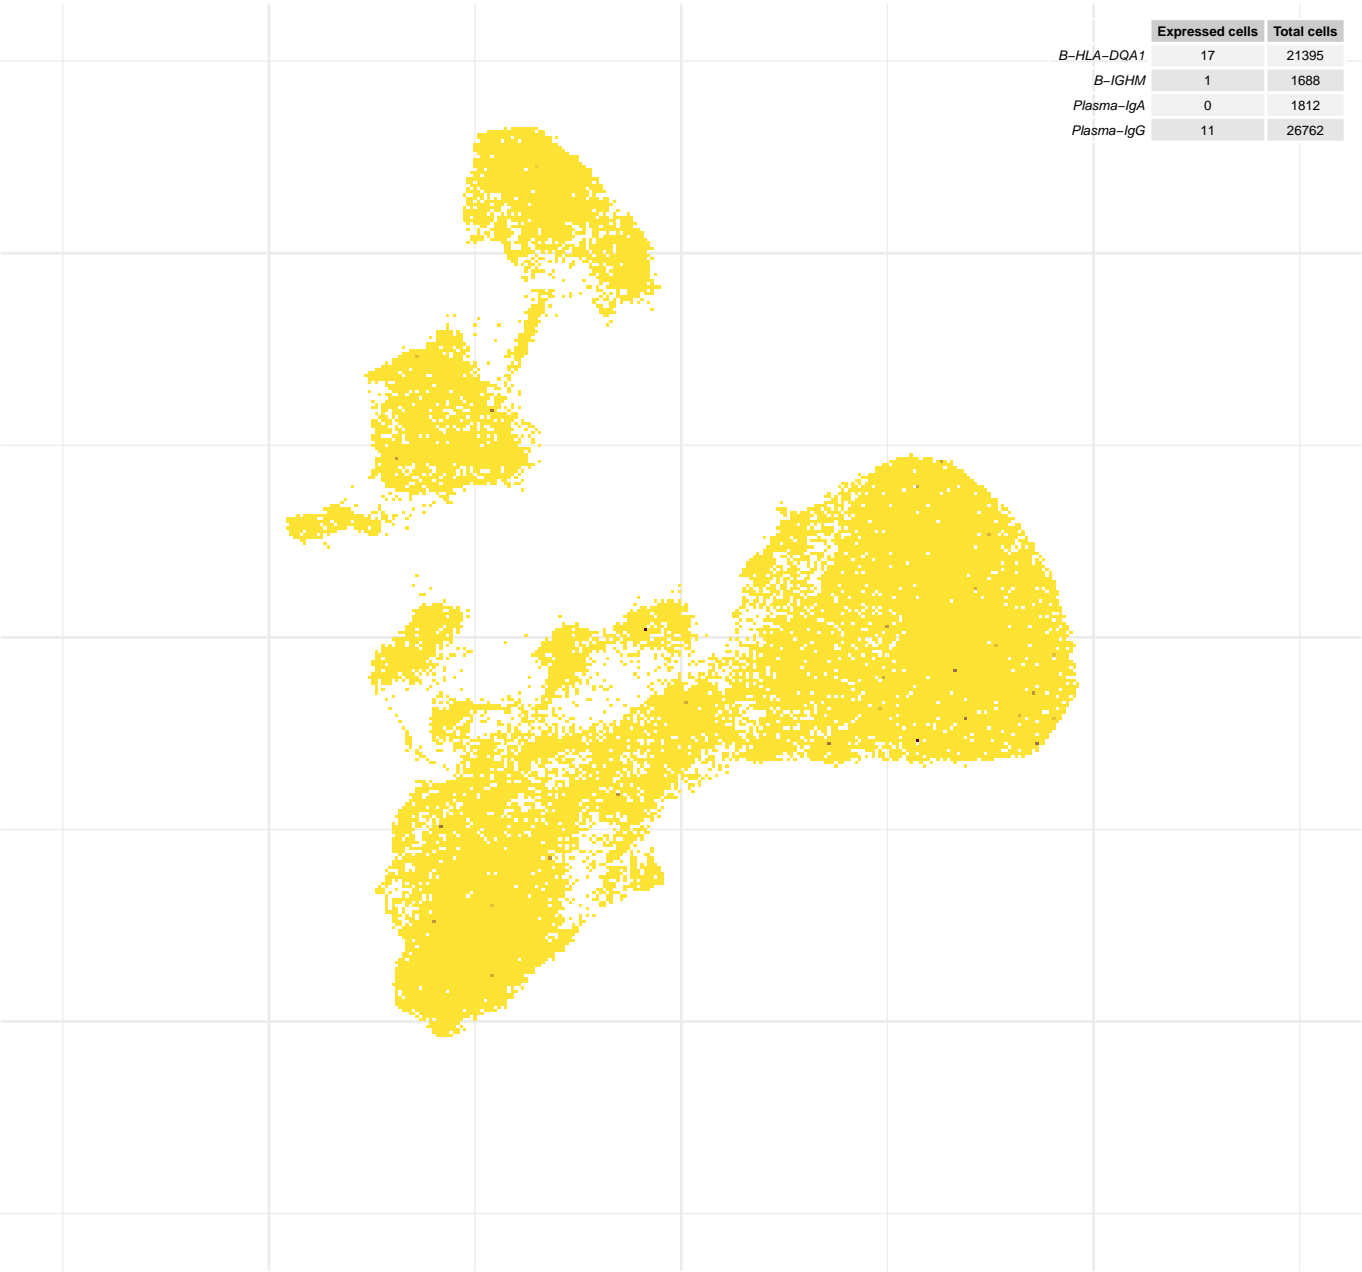 Expressed cells Total cells
B−HLA−DQA1 17 21395
B−IGHM 1 1688
Plasma−IgA 0 1812
Plasma−IgG 11 26762